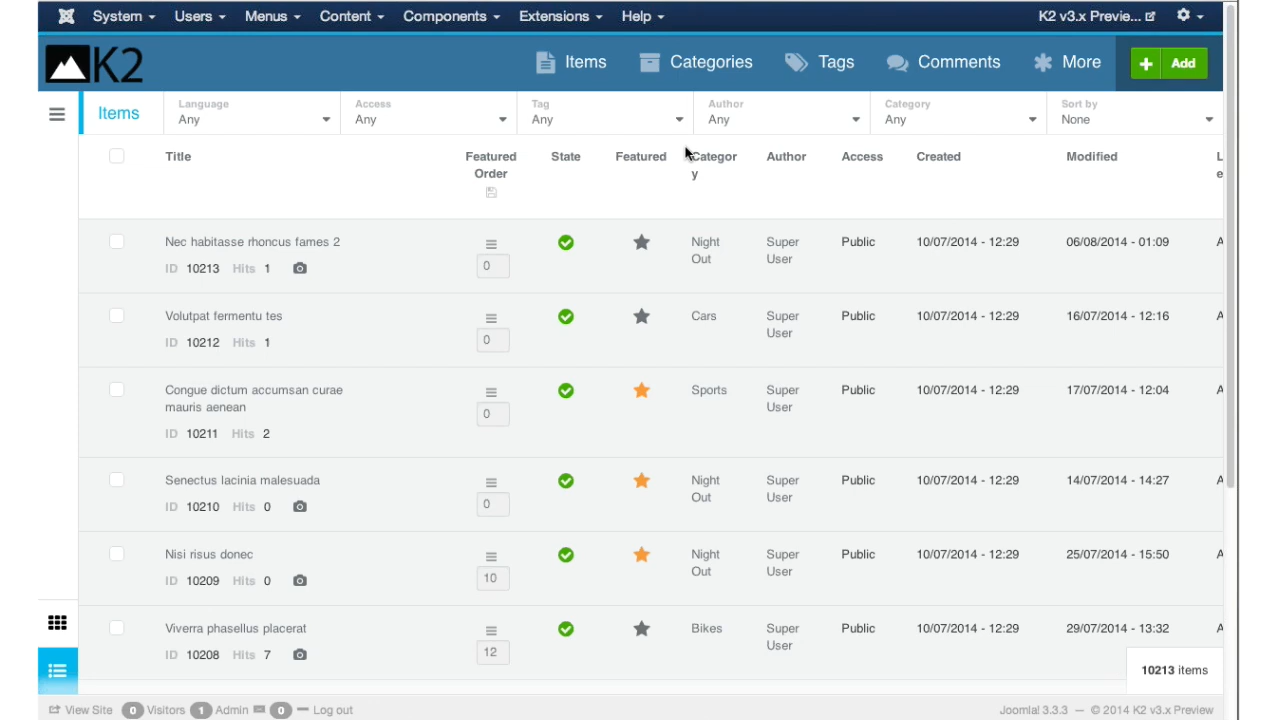 System Users Menus Content Components Extensions Help K2 v3.x Previe...
K2 Items Categories Tags Comments More + Add
Items Language Any Access Any Tag Any Author Any Category Any Sort by None
Title Featured Order State Featured Categor y Author Access Created Modified L e
Nec habitasse rhoncus fames 2
ID 10213 Hits 1 0 Night Out Super User Public 10/07/2014 - 12:29 06/08/2014 - 01:09 A
Volutpat fermentu tes
ID 10212 Hits 1 0 Cars Super User Public 10/07/2014 - 12:29 16/07/2014 - 12:16 A
Congue dictum accumsan curae
mauris aenean
ID 10211 Hits 2 0 Sports Super User Public 10/07/2014 - 12:29 17/07/2014 - 12:04 A
Senectus lacinia malesuada
ID 10210 Hits 0 0 Night Out Super User Public 10/07/2014 - 12:29 14/07/2014 - 14:27 A
Nisi risus donec
ID 10209 Hits 0 10 Night Out Super User Public 10/07/2014 - 12:29 25/07/2014 - 15:50 A
Viverra phasellus placerat
ID 10208 Hits 7 12 Bikes Super User Public 10/07/2014 - 12:29 29/07/2014 - 13:32 A
10213 items
View Site 0 Visitors 1 Admin 0 Log out Joomla! 3.3.3 — © 2014 K2 v3.x Preview